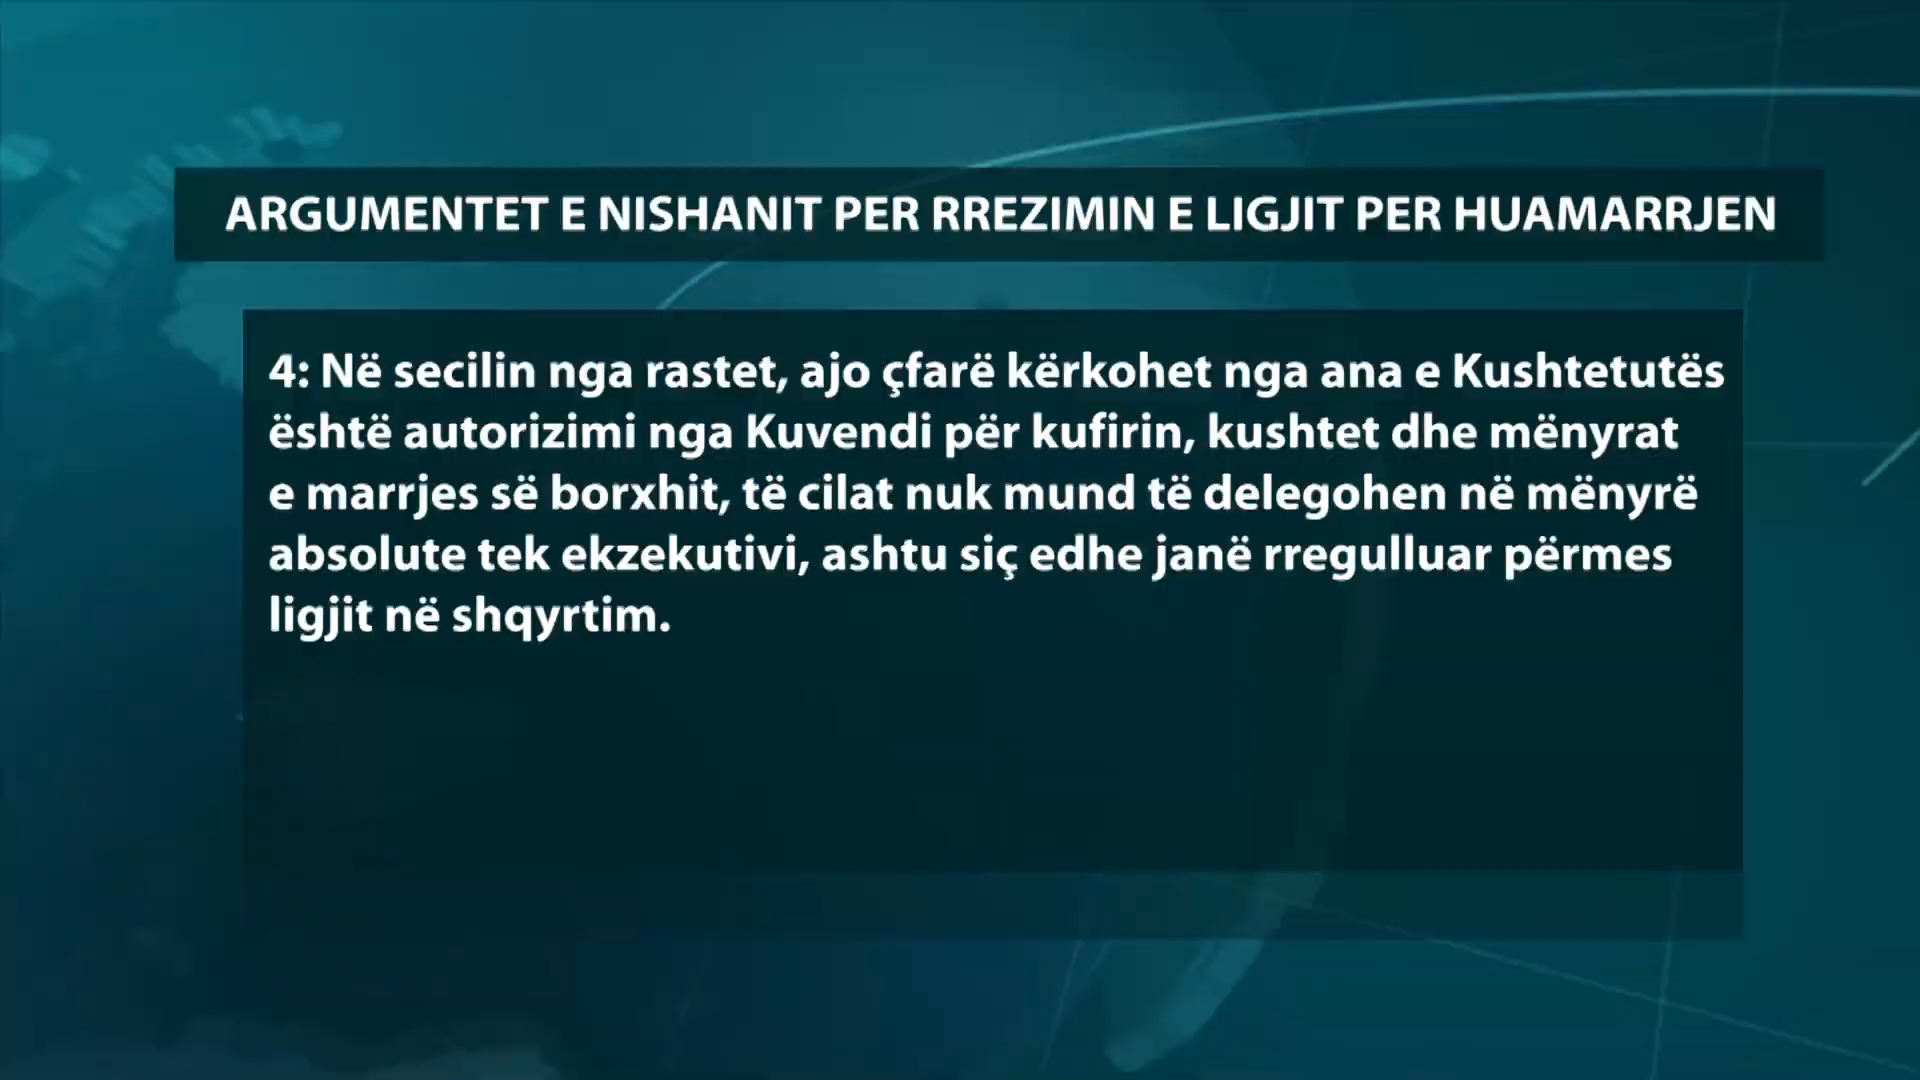 ARGUMENTET E NISHANIT PER RREZIMIN E LIGJIT PER HUAMARRJEN
4: Në secilin nga rastet, ajo çfarë kërkohet nga ana e Kushtetutës
është autorizimi nga Kuvendi për kufirin, kushtet dhe mënyrat
e marrjes së borxhit, të cilat nuk mund të delegohen në mënyrë
absolute tek ekzekutivi, ashtu siç edhe janë rregulluar përmes
ligjit në shqyrtim.